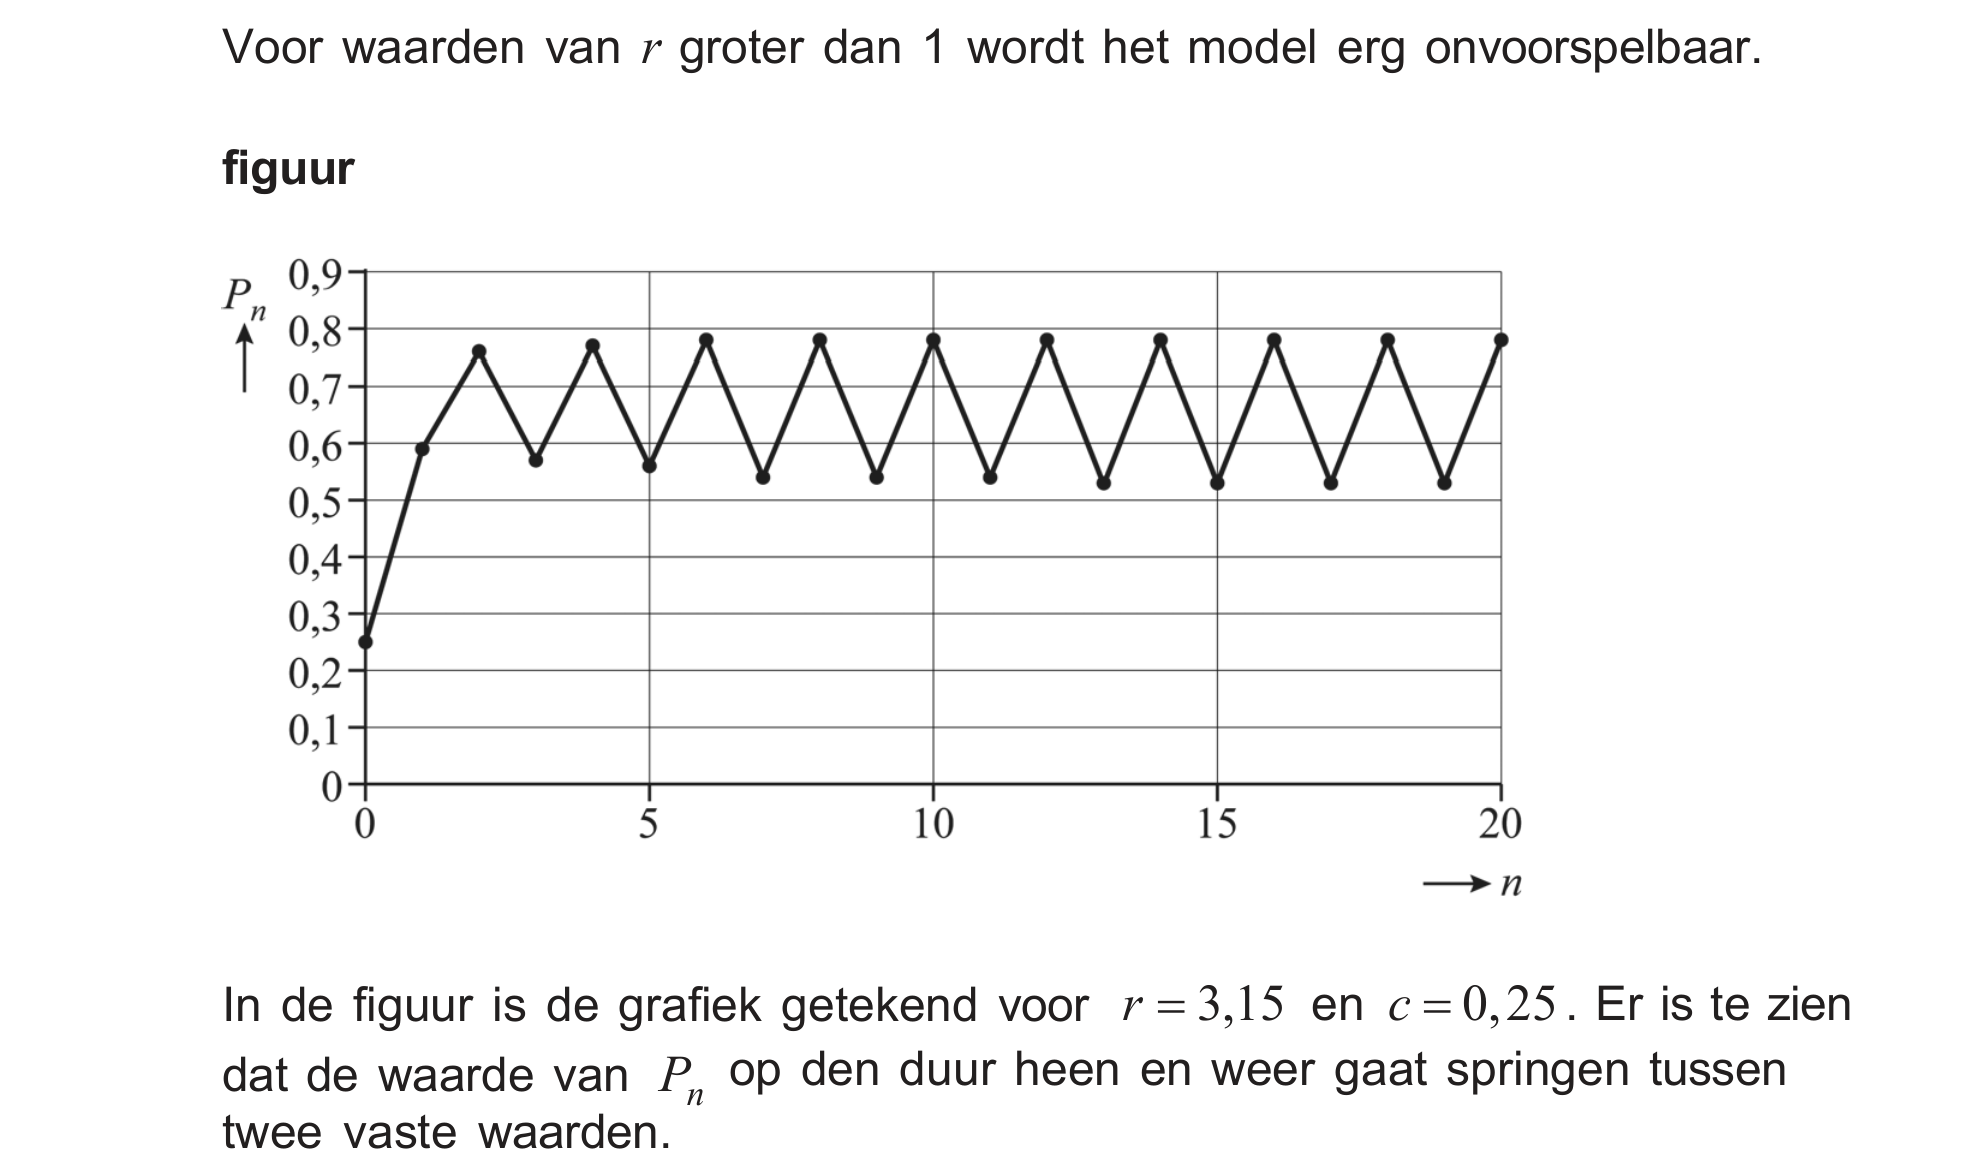 Voor waarden van r groter dan 1 wordt het model erg onvoorspelbaar.
figuur
P_n
0,9
0,8
0,7
0,6
0,5
0,4
0,3
0,2
0,1
0
0 5 10 15 20
n
In de figuur is de grafiek getekend voor r = 3,15 en c = 0,25. Er is te zien
dat de waarde van P_n op den duur heen en weer gaat springen tussen
twee vaste waarden.